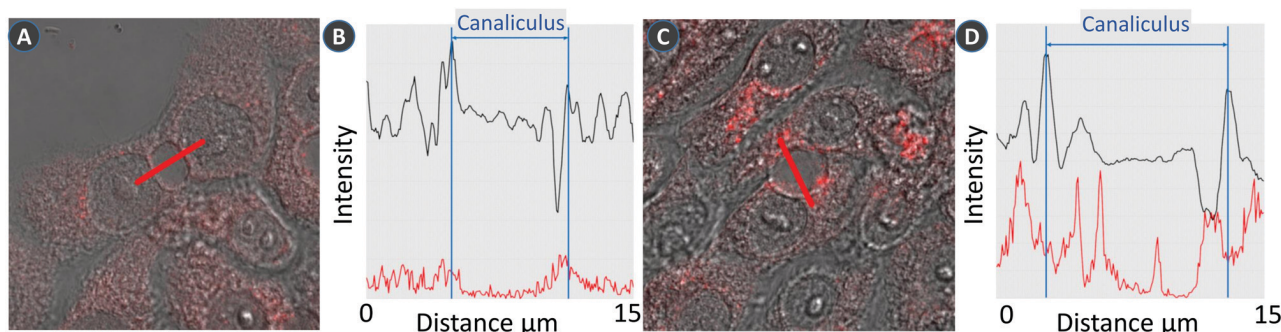 A
B
Canaliculus
Intensity
0
15
Distance µm
C
D
Canaliculus
Intensity
0
15
Distance µm